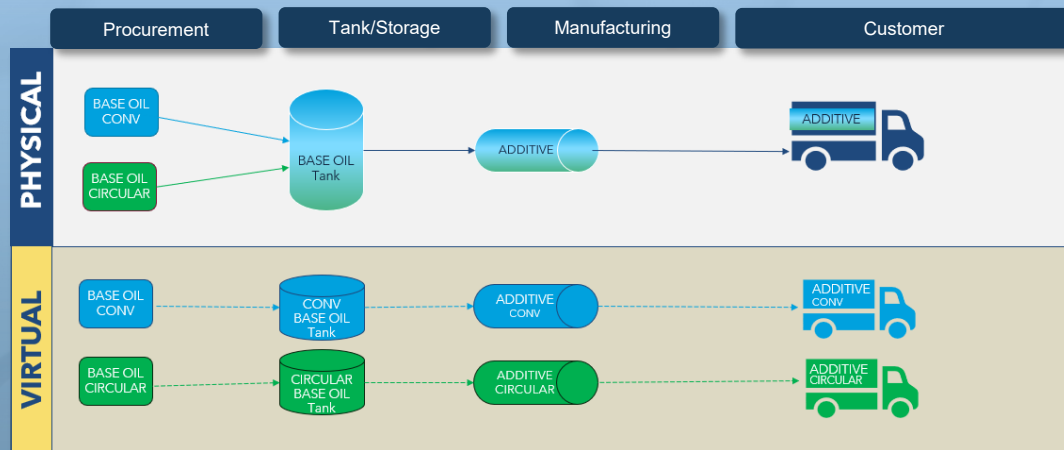 Procurement
Tank/Storage
Manufacturing
Customer
PHYSICAL
BASE OIL
CONV
BASE OIL
CIRCULAR
BASE OIL
Tank
ADDITIVE
ADDITIVE
VIRTUAL
BASE OIL
CONV
CONV
BASE OIL
Tank
ADDITIVE
CONV
ADDITIVE
CONV
BASE OIL
CIRCULAR
CIRCULAR
BASE OIL
Tank
ADDITIVE
CIRCULAR
ADDITIVE
CIRCULAR